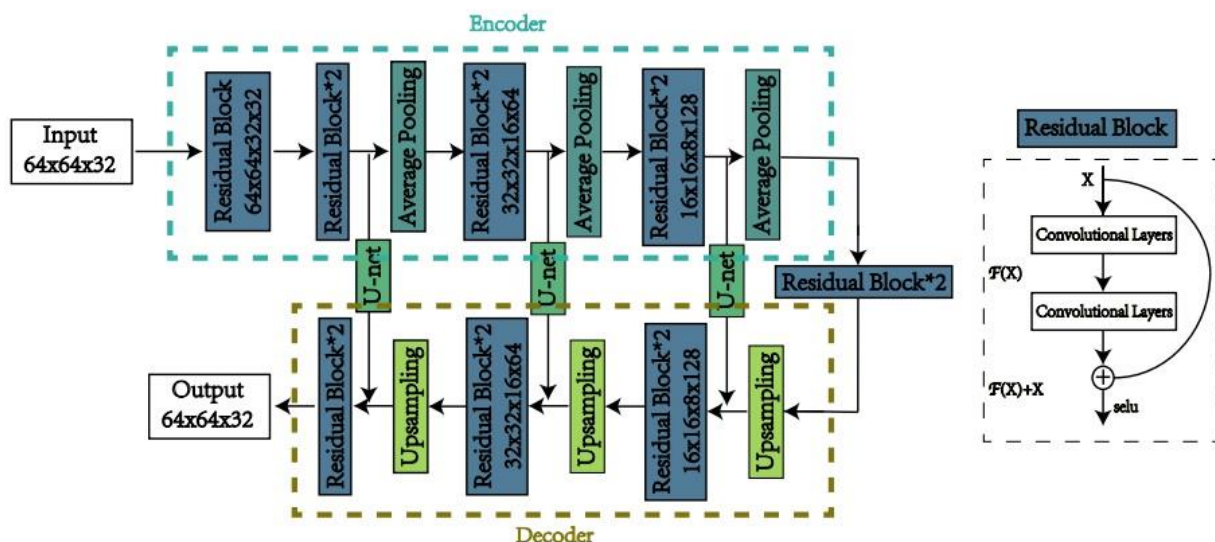 Encoder
Input
64x64x32
Residual Block
64x64x32x32
Residual Block*2
Average Pooling
Residual Block*2
32x32x16x64
Average Pooling
Residual Block*2
16x16x8x128
Average Pooling
U-net
U-net
U-net
Residual Block*2
Output
64x64x32
Residual Block*2
Upsampling
Residual Block*2
32x32x16x64
Upsampling
Residual Block*2
16x16x8x128
Upsampling
Decoder
Residual Block
X
Convolutional Layers
F(X)
Convolutional Layers
F(X)+X
+
selu